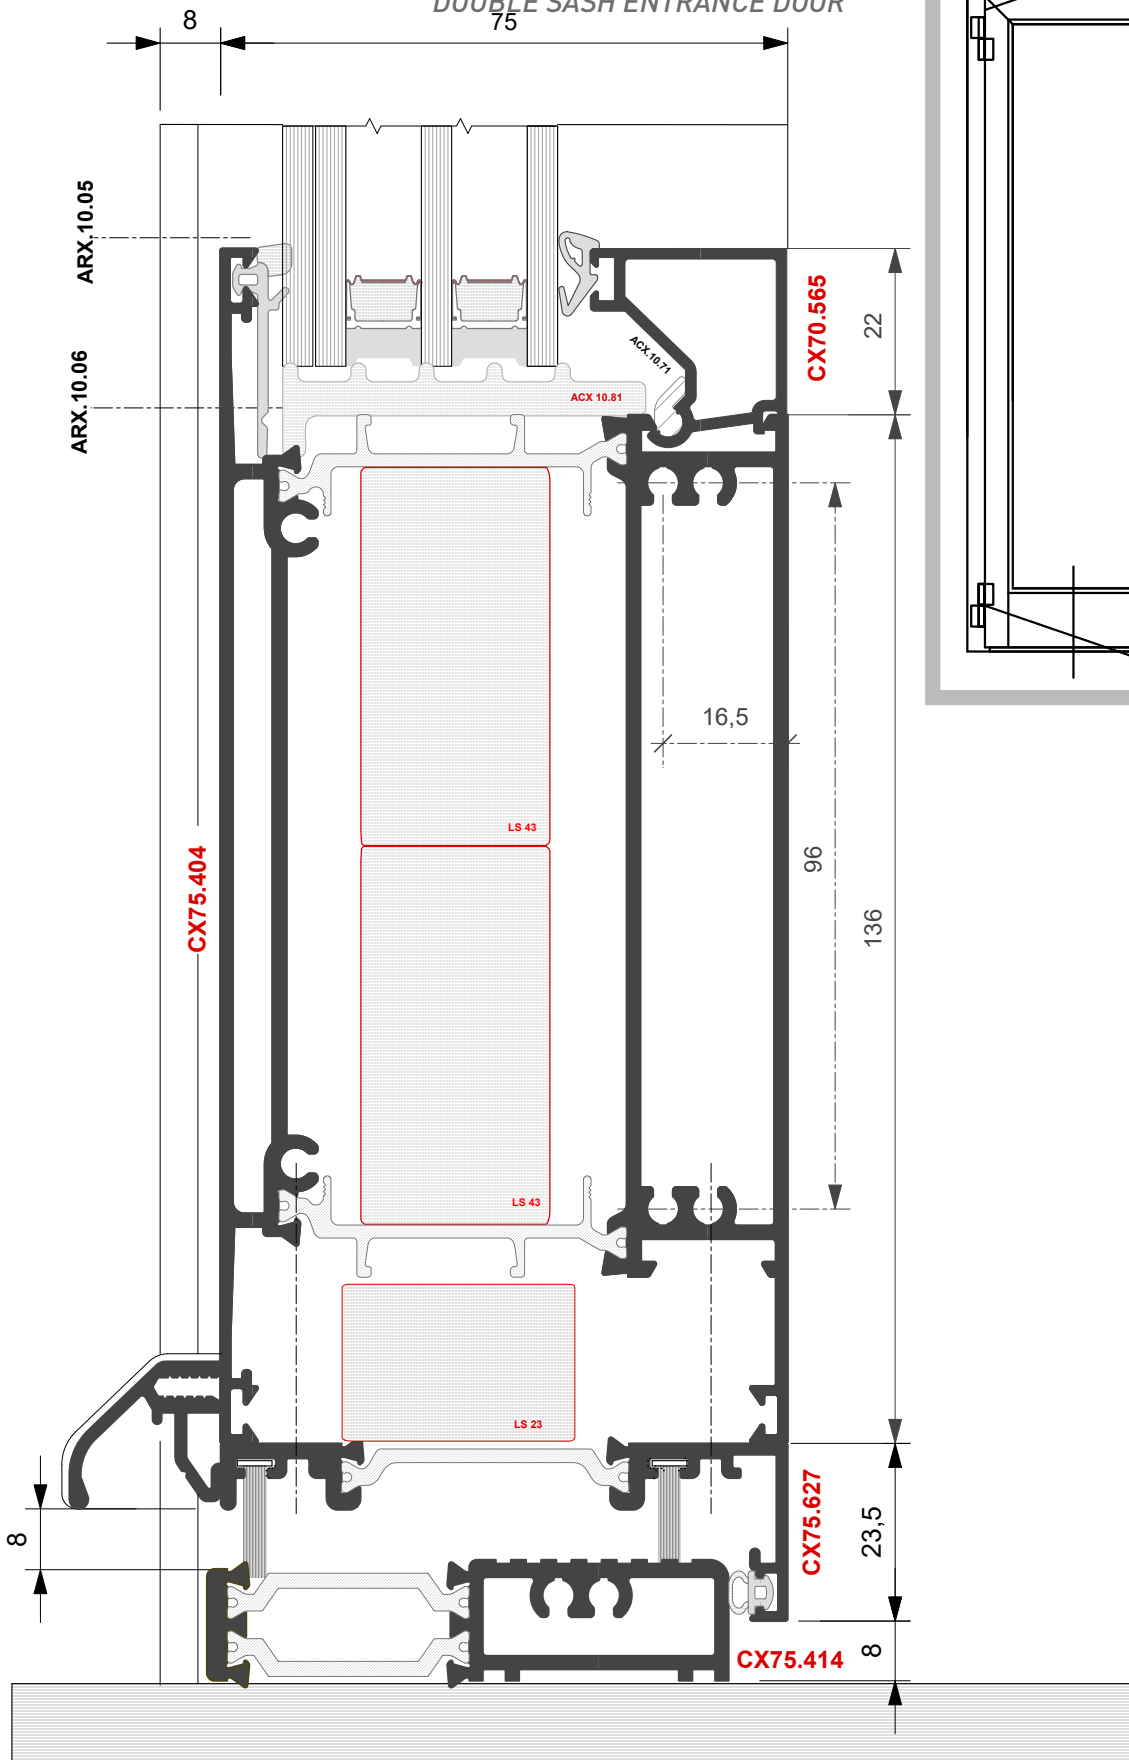 DOUBLE SASH ENTRANCE DOOR
8
75
ARX.10.05
ARX.10.06
CX70.565
22
ACX.10.71
ACX 10.81
16,5
LS 43
96
136
CX75.404
LS 43
LS 23
8
CX75.627
23,5
CX75.414
8